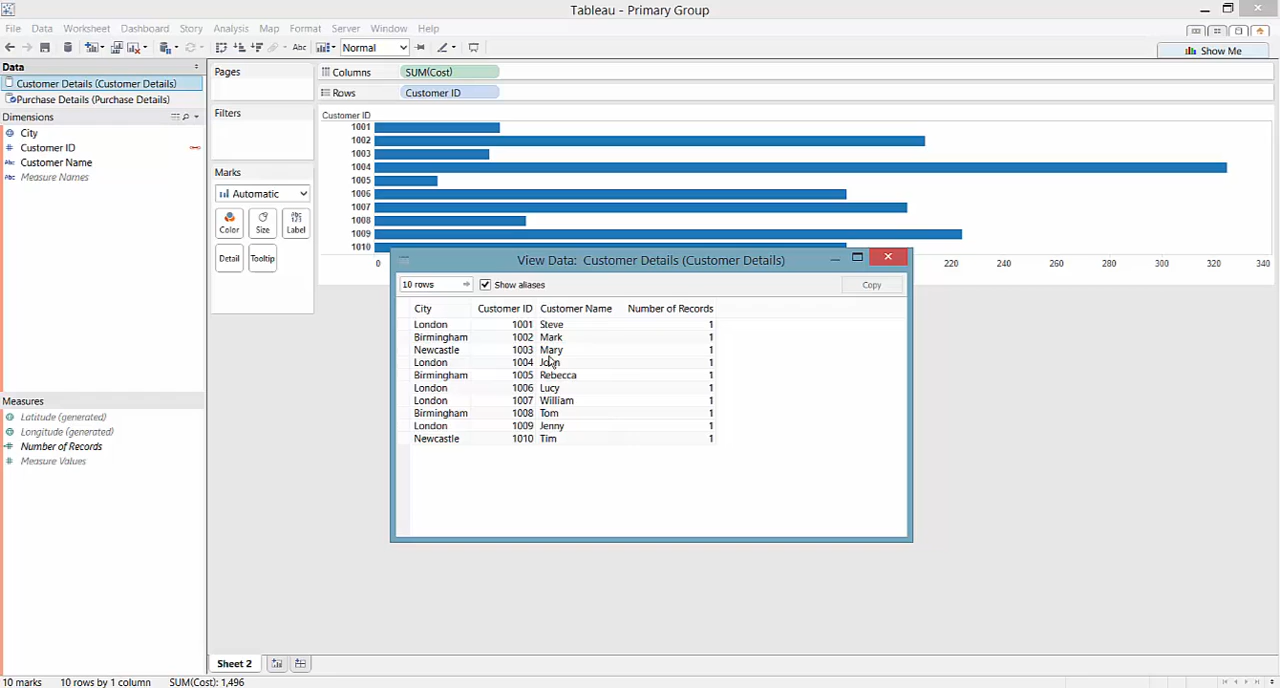 Tableau - Primary Group
File Data Worksheet Dashboard Story Analysis Map Format Server Window Help
Abc Normal Show Me
Data
Customer Details (Customer Details)
Purchase Details (Purchase Details)
Dimensions
City
Customer ID
Abc Customer Name
Abc Measure Names
Measures
Latitude (generated)
Longitude (generated)
Number of Records
Measure Values
Pages
Filters
Marks
Automatic
Color Size Label
Detail Tooltip
Columns SUM(Cost)
Rows Customer ID
Customer ID
1001
1002
1003
1004
1005
1006
1007
1008
1009
1010
0 220 240 260 280 300 320 340
View Data: Customer Details (Customer Details)
10 rows Show aliases Copy
City Customer ID Customer Name Number of Records
London 1001 Steve 1
Birmingham 1002 Mark 1
Newcastle 1003 Mary 1
London 1004 1
Birmingham 1005 Rebecca 1
London 1006 Lucy 1
London 1007 William 1
Birmingham 1008 Tom 1
London 1009 Jenny 1
Newcastle 1010 Tim 1
Sheet 2
10 marks 10 rows by 1 column SUM(Cost): 1,496